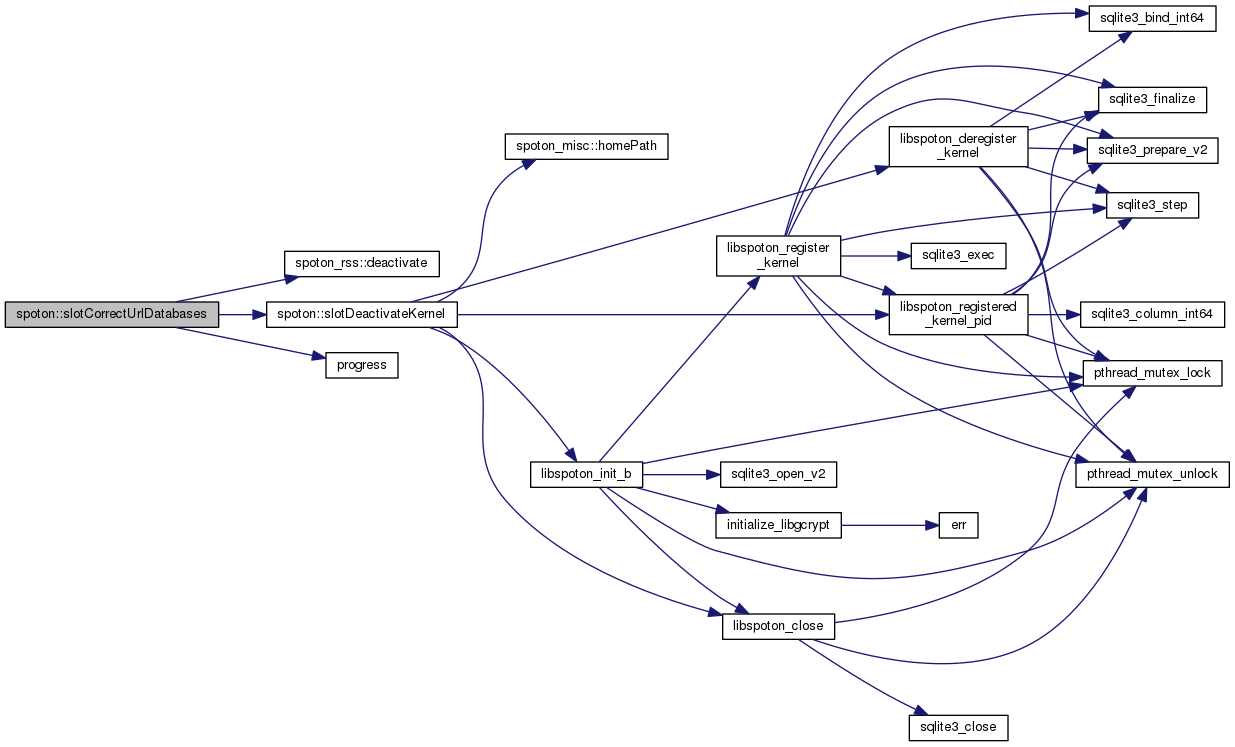 spoton::slotCorrectUrlDatabases
spoton_rss::deactivate
spoton::slotDeactivateKernel
progress
spoton_misc::homePath
libspoton_init_b
libspoton_register
_kernel
sqlite3_open_v2
initialize_libgcrypt
libspoton_close
libspoton_deregister
_kernel
sqlite3_exec
libspoton_registered
_kernel_pid
err
sqlite3_close
sqlite3_bind_int64
sqlite3_finalize
sqlite3_prepare_v2
sqlite3_step
sqlite3_column_int64
pthread_mutex_lock
pthread_mutex_unlock